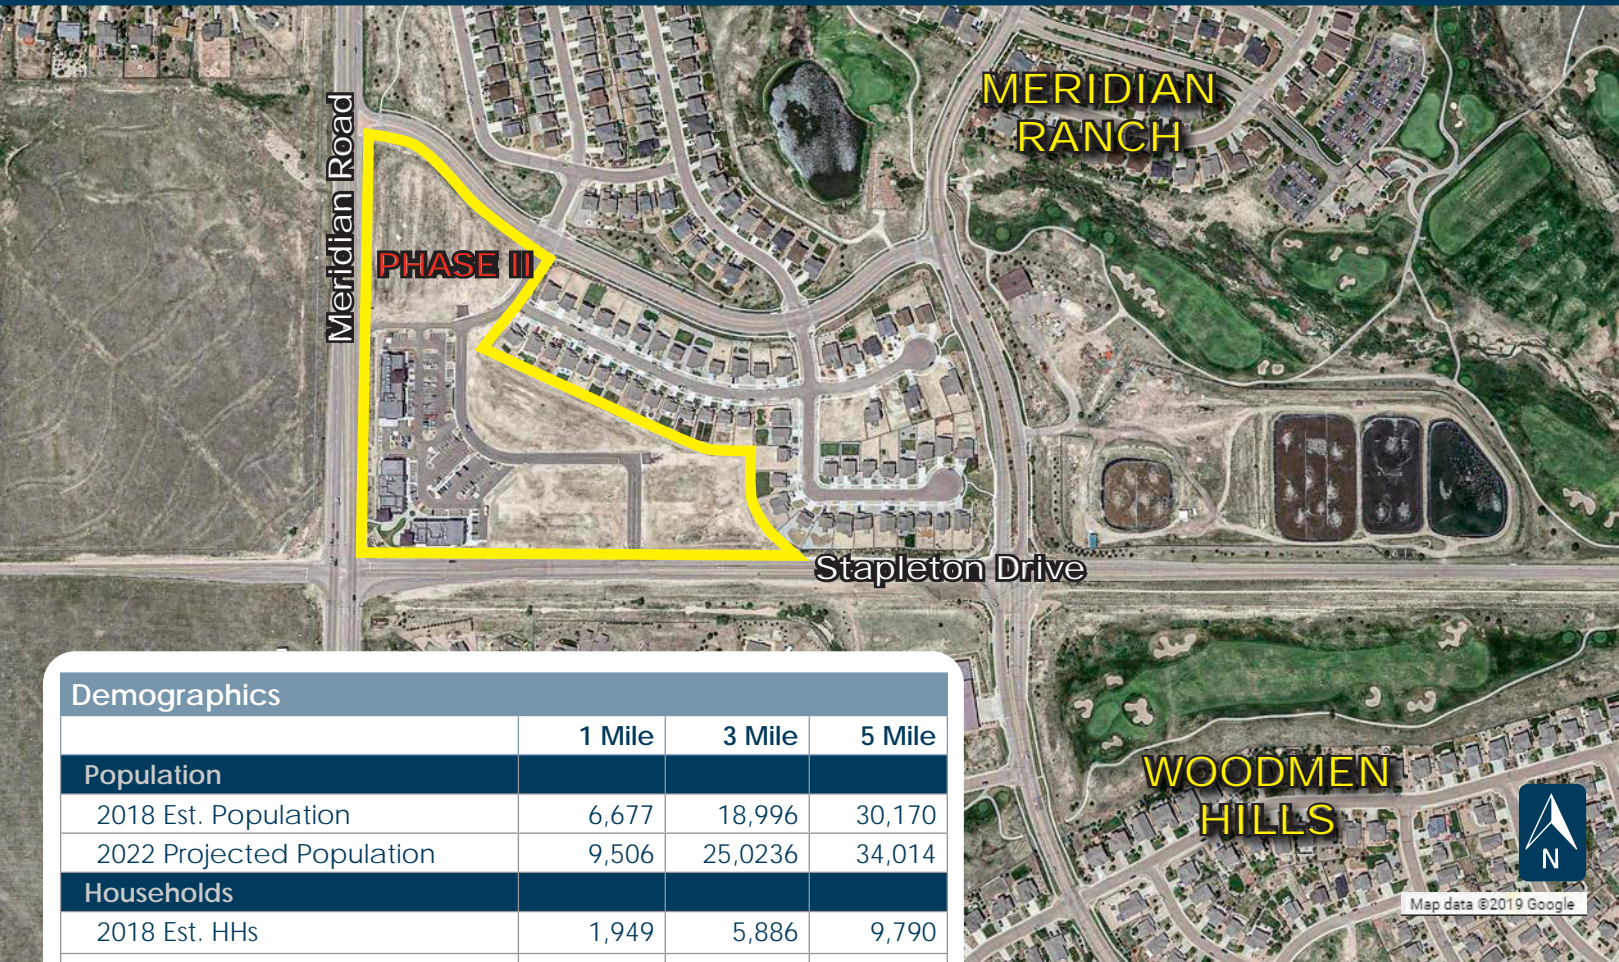 MERIDIAN
RANCH
Meridian Road
PHASE II
Stapleton Drive
WOODMEN
HILLS
N
Map data ©2019 Google
Demographics
1 Mile 3 Mile 5 Mile
Population
2018 Est. Population 6,677 18,996 30,170
2022 Projected Population 9,506 25,0236 34,014
Households
2018 Est. HHs 1,949 5,886 9,790